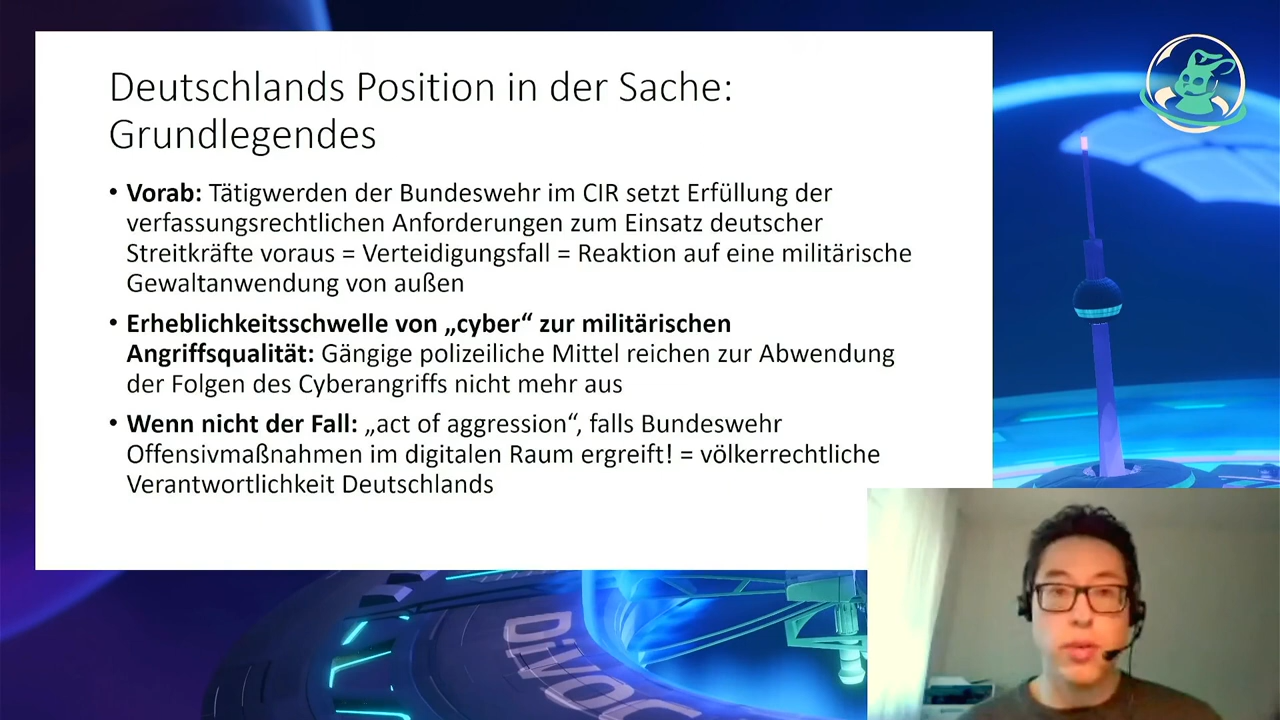 Deutschlands Position in der Sache:
Grundlegendes
• Vorab: Tätigwerden der Bundeswehr im CIR setzt Erfüllung der
verfassungsrechtlichen Anforderungen zum Einsatz deutscher
Streitkräfte voraus = Verteidigungsfall = Reaktion auf eine militärische
Gewaltanwendung von außen
• Erheblichkeitsschwelle von „cyber“ zur militärischen
Angriffsqualität: Gängige polizeiliche Mittel reichen zur Abwendung
der Folgen des Cyberangriffs nicht mehr aus
• Wenn nicht der Fall: „act of aggression“, falls Bundeswehr
Offensivmaßnahmen im digitalen Raum ergreift! = völkerrechtliche
Verantwortlichkeit Deutschlands
DiVOC